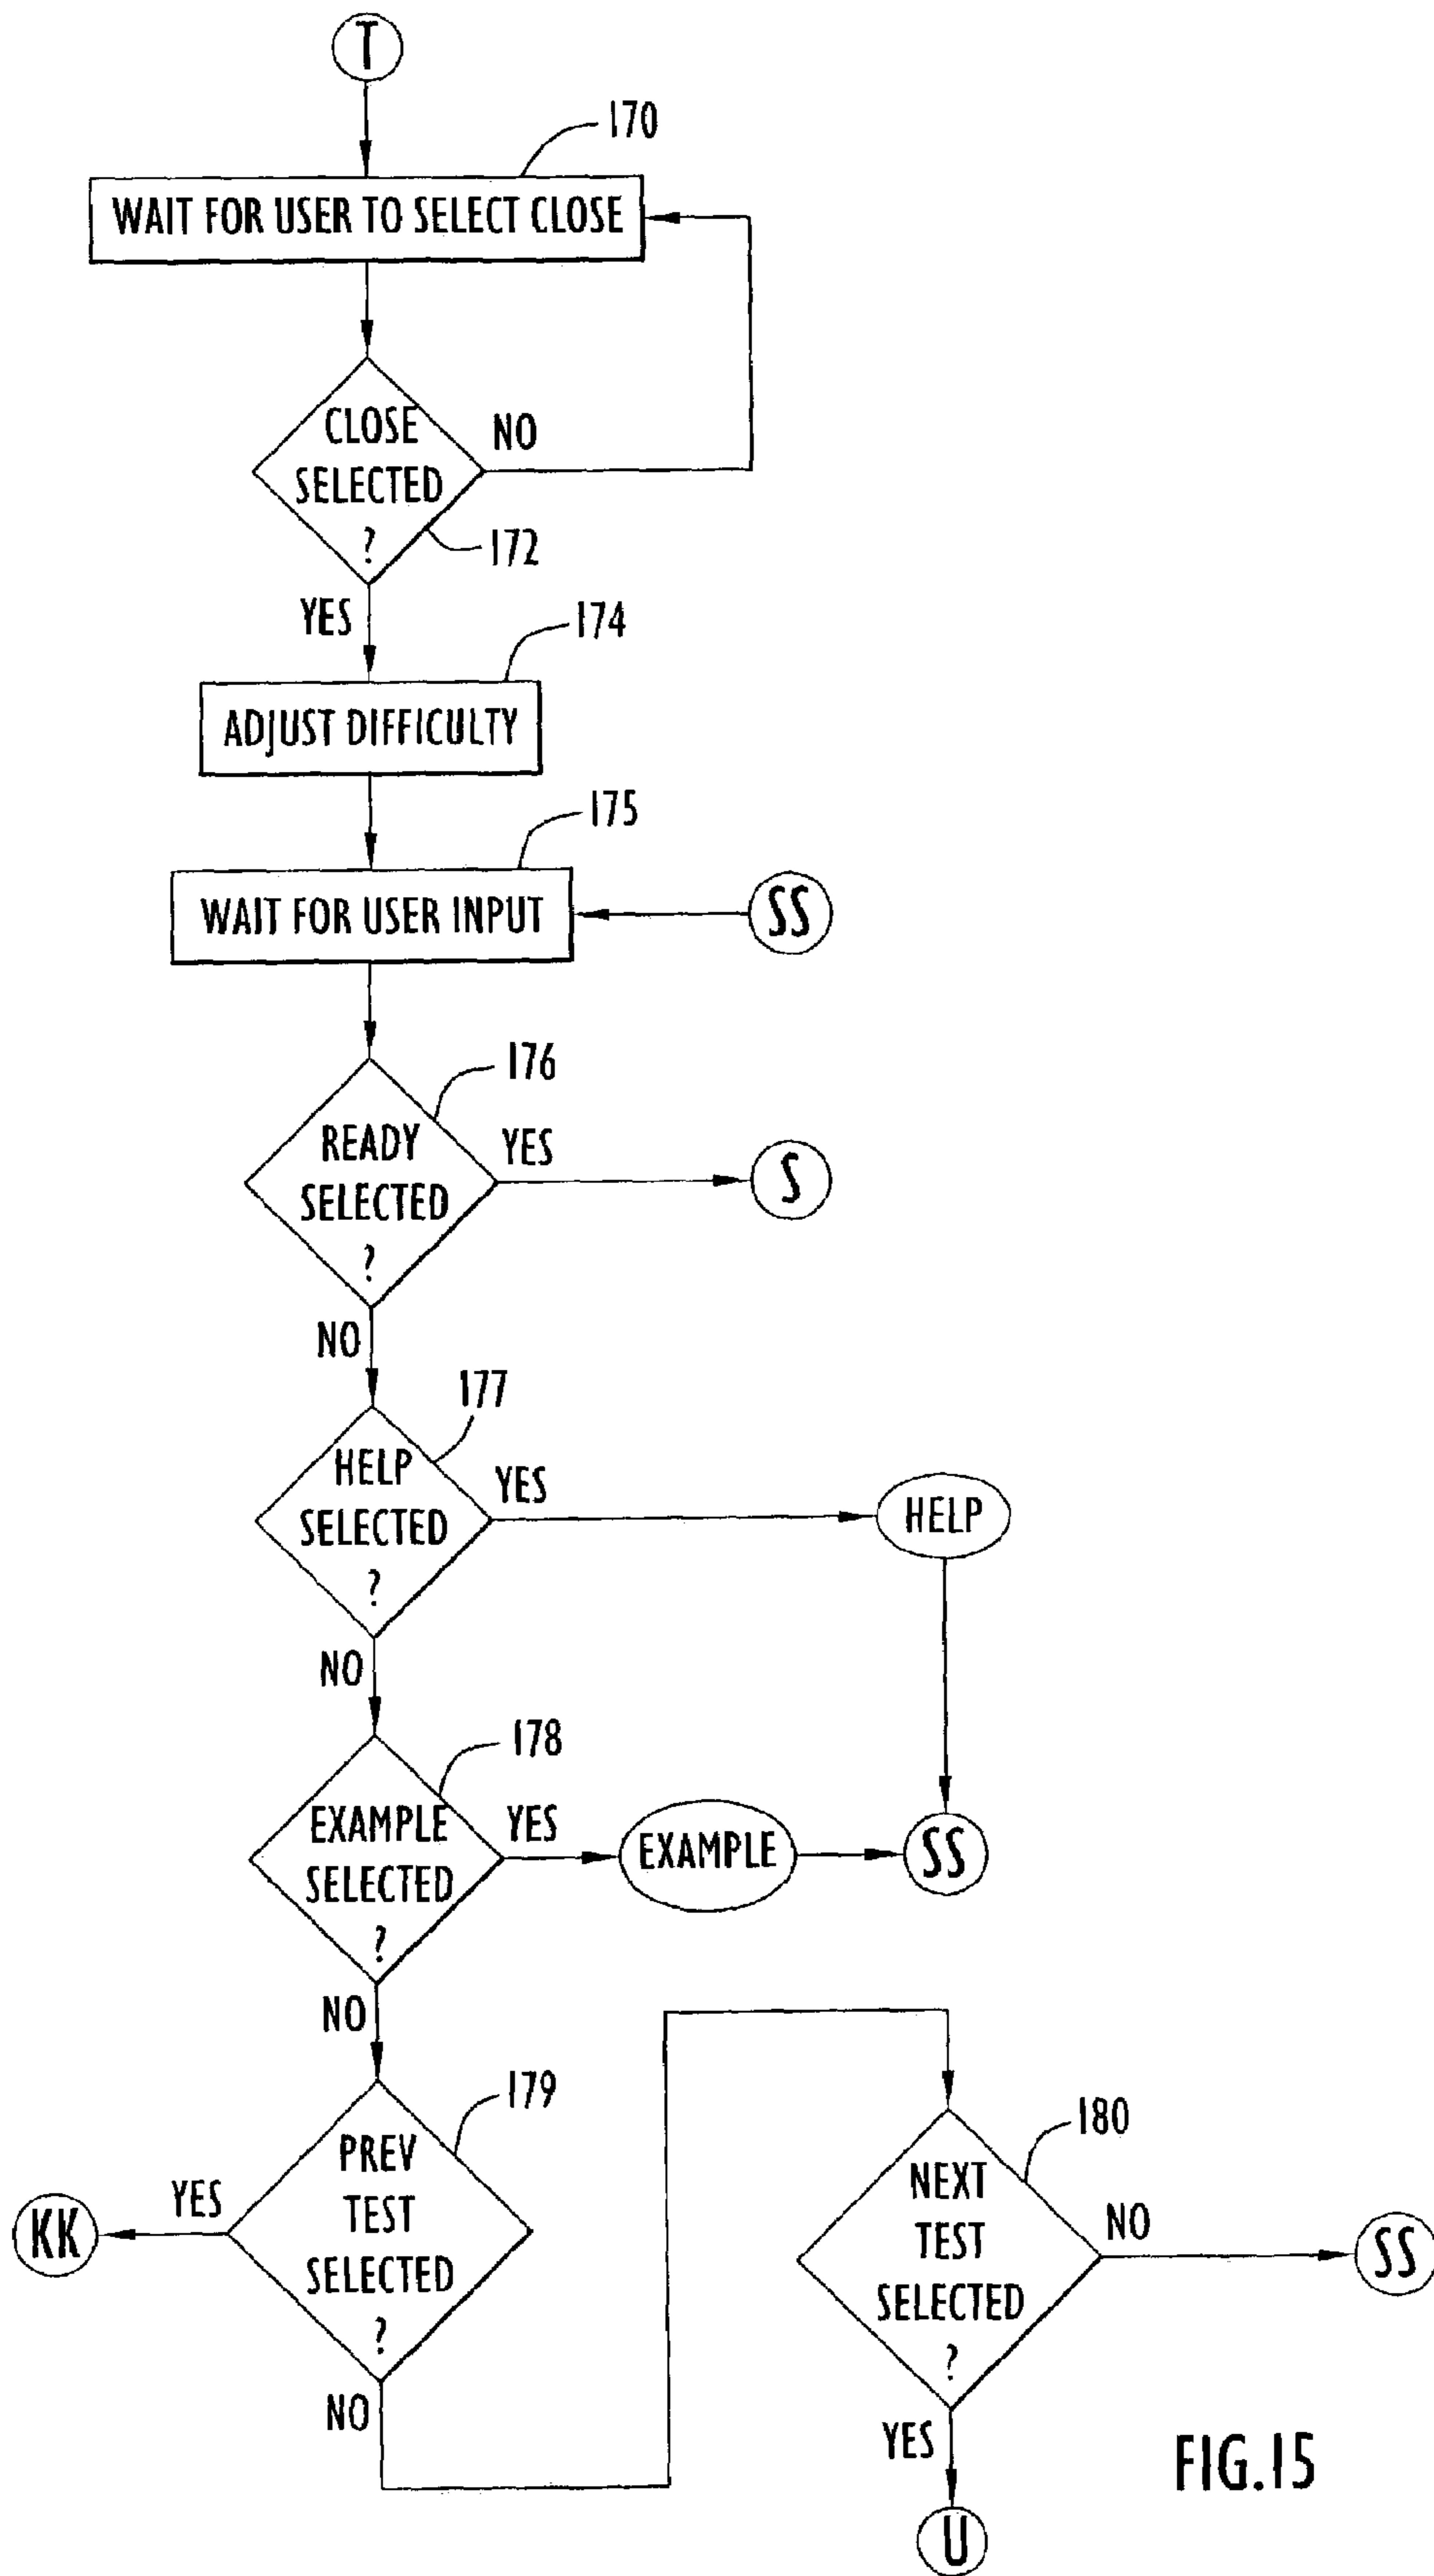 T
170
WAIT FOR USER TO SELECT CLOSE
CLOSE
SELECTED
?
NO
172
YES
174
ADJUST DIFFICULTY
175
WAIT FOR USER INPUT
SS
176
READY
SELECTED
?
YES
S
NO
177
HELP
SELECTED
?
YES
HELP
NO
178
EXAMPLE
SELECTED
?
YES
EXAMPLE
SS
NO
179
PREV
TEST
SELECTED
?
YES
KK
NO
180
NEXT
TEST
SELECTED
?
NO
SS
YES
U
FIG.15